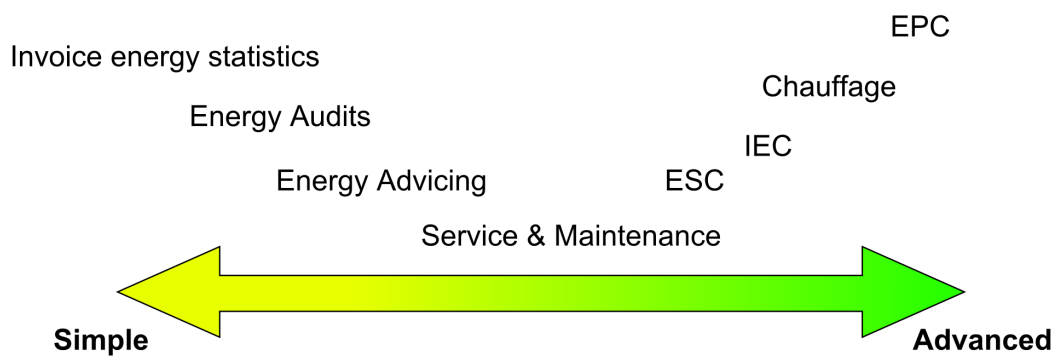 EPC
Invoice energy statistics
Chauffage
Energy Audits
IEC
Energy Advicing
ESC
Service & Maintenance
Simple
Advanced